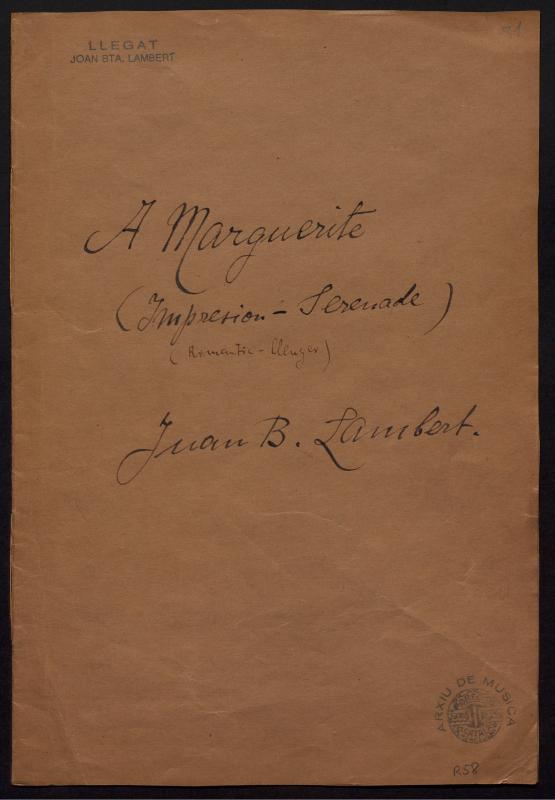 LLEGAT
JOAN BTA. LAMBERT
A Marguerite
(Impresion - Serenade)
(Romantic - lleuger)
Juan B. Lambert.
ARXIU DE MUSICA
R58